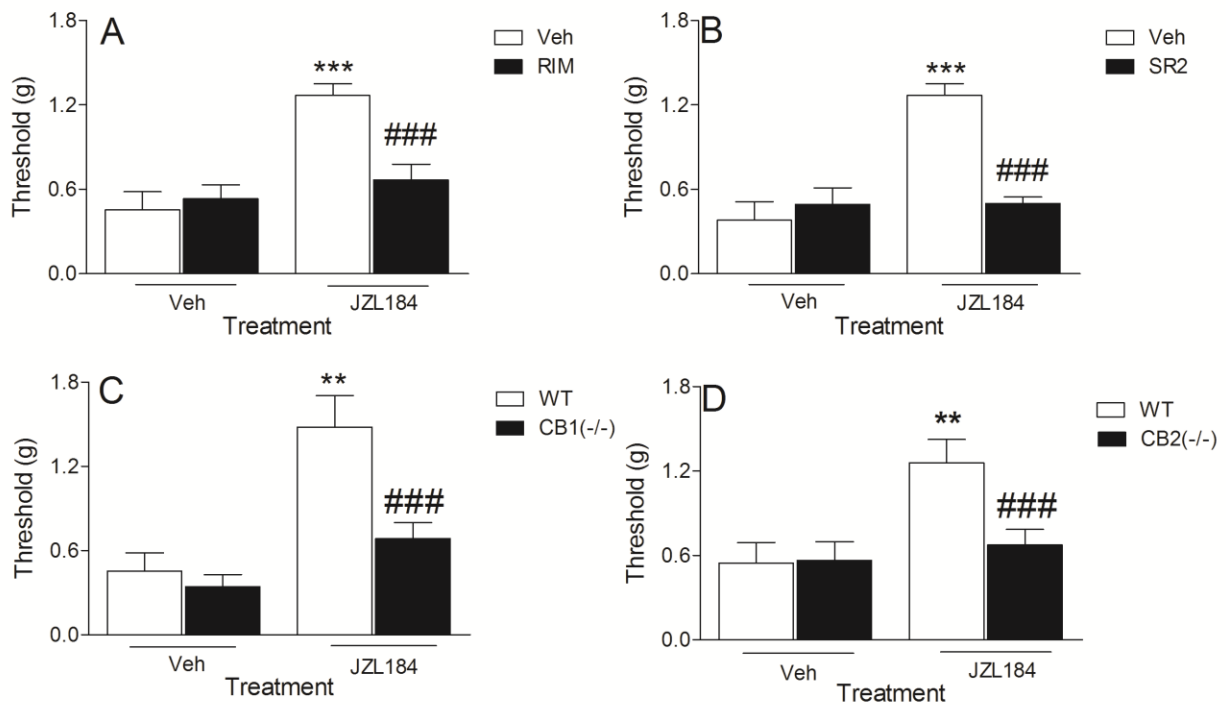 A
1.8
1.2
0.6
0.0
Threshold (g)
Veh
RIM
***
###
Veh
JZL184
Treatment
B
1.8
1.2
0.6
0.0
Threshold (g)
Veh
SR2
***
###
Veh
JZL184
Treatment
C
1.8
1.2
0.6
0.0
Threshold (g)
WT
CB1(-/-)
**
###
Veh
JZL184
Treatment
D
1.8
1.2
0.6
0.0
Threshold (g)
WT
CB2(-/-)
**
###
Veh
JZL184
Treatment